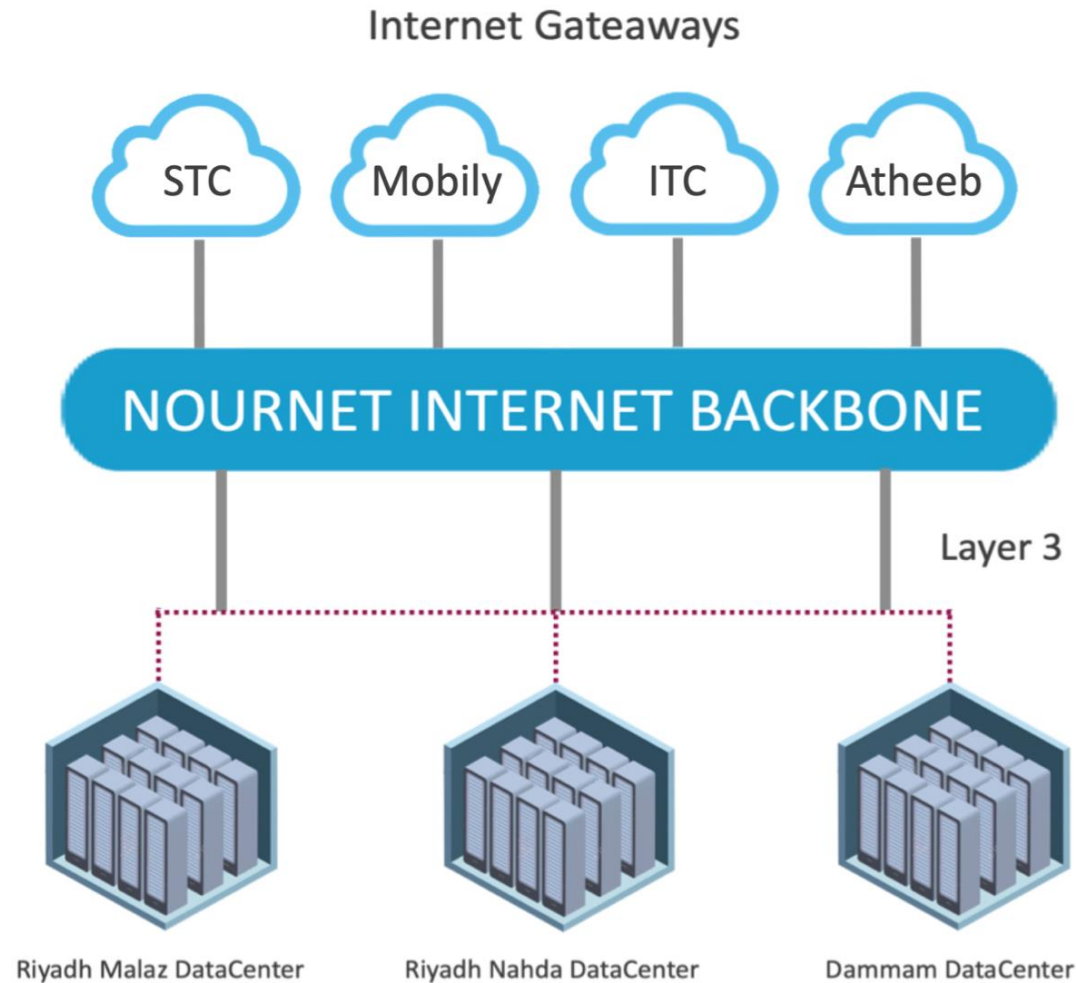 Internet Gateaways
STC
Mobily
ITC
Atheeb
NOURNET INTERNET BACKBONE
Layer 3
Riyadh Malaz DataCenter
Riyadh Nahda DataCenter
Dammam DataCenter